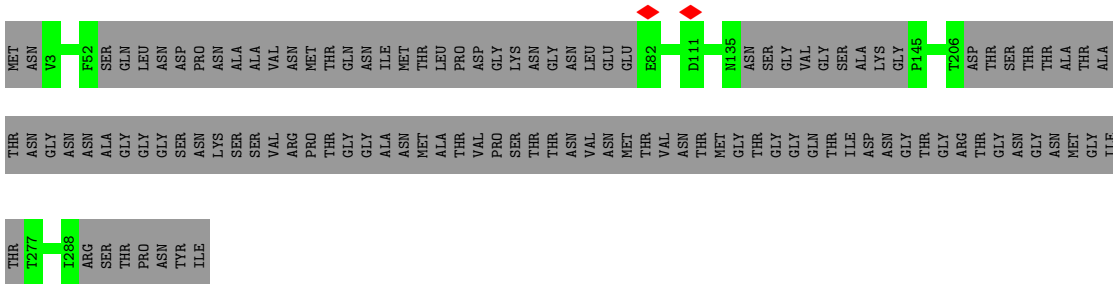 MET ASN V3 F52 SER GLN LEU ASN ASP PRO ASN ALA ALA VAL ASN MET THR GLN ASN ILE MET THR LEU PRO ASP GLY LYS ASN GLY ASN LEU GLU GLU E82 D111 N135 ASN SER GLY VAL GLY SER ALA LYS GLY P145 T206 ASP THR SER THR THR ALA THR ALA
THR ASN GLY ASN ASN ALA GLY GLY GLY SER ASN LYS SER SER VAL ARG PRO THR GLY GLY ALA ASN MET ALA THR VAL PRO SER THR THR ASN VAL ASN MET THR VAL ASN THR MET GLY THR GLY GLY GLN THR ILE ASP ASN GLY THR GLY ARG THR THR GLY ASN GLY ASN MET GLY ILE
THR T277 I288 ARG SER THR PRO ASN TYR ILE